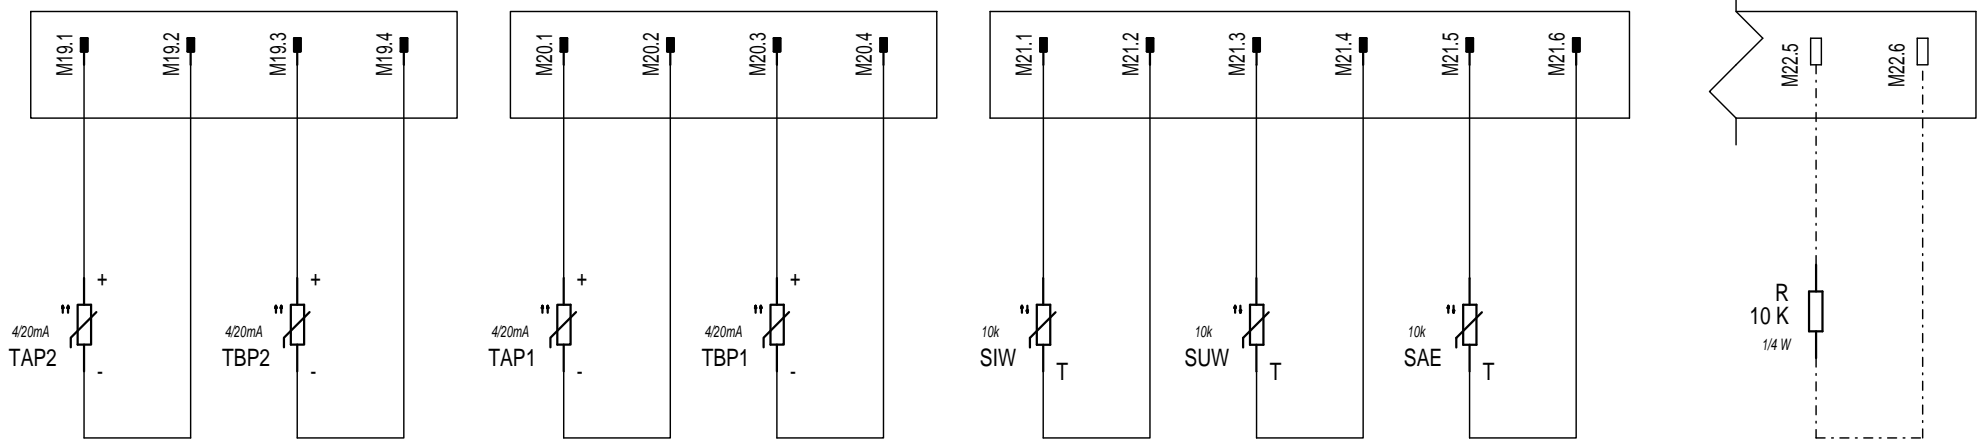 M19.1
M19.2
M19.3
M19.4
M20.1
M20.2
M20.3
M20.4
M21.1
M21.2
M21.3
M21.4
M21.5
M21.6
M22.5
M22.6
+
4/20mA
TAP2
-
+
4/20mA
TBP2
-
+
4/20mA
TAP1
-
+
4/20mA
TBP1
-
10k
SIW
T
10k
SUW
T
10k
SAE
T
R
10 K
1/4 W